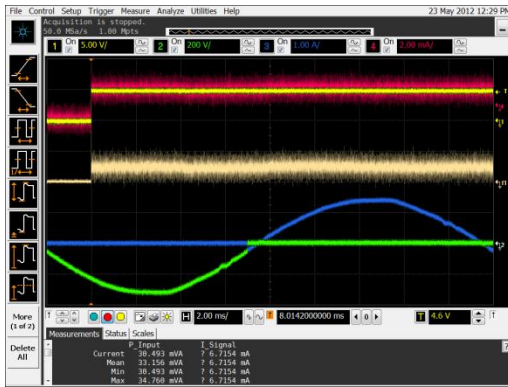 File Control Setup Trigger Measure Analyze Utilities Help 23 May 2012 12:29 PM
Acquisition is stopped.
50.0 MSa/s 1.00 Mpts
1 On 5.00 V/ 2 On 200 V/ 3 On 1.00 A/ 4 On 2.00 mA/
More
(1 of 2)
Delete
All
H 2.00 ms/ 8.0142000000 ms 0 T 4.6 V
Measurements Status Scales
P_Input I_Signal
Current 30.493 mVA ? 6.7154 mA
Mean 33.156 mVA ? 6.7154 mA
Min 30.493 mVA ? 6.7154 mA
Max 34.760 mVA ? 6.7154 mA